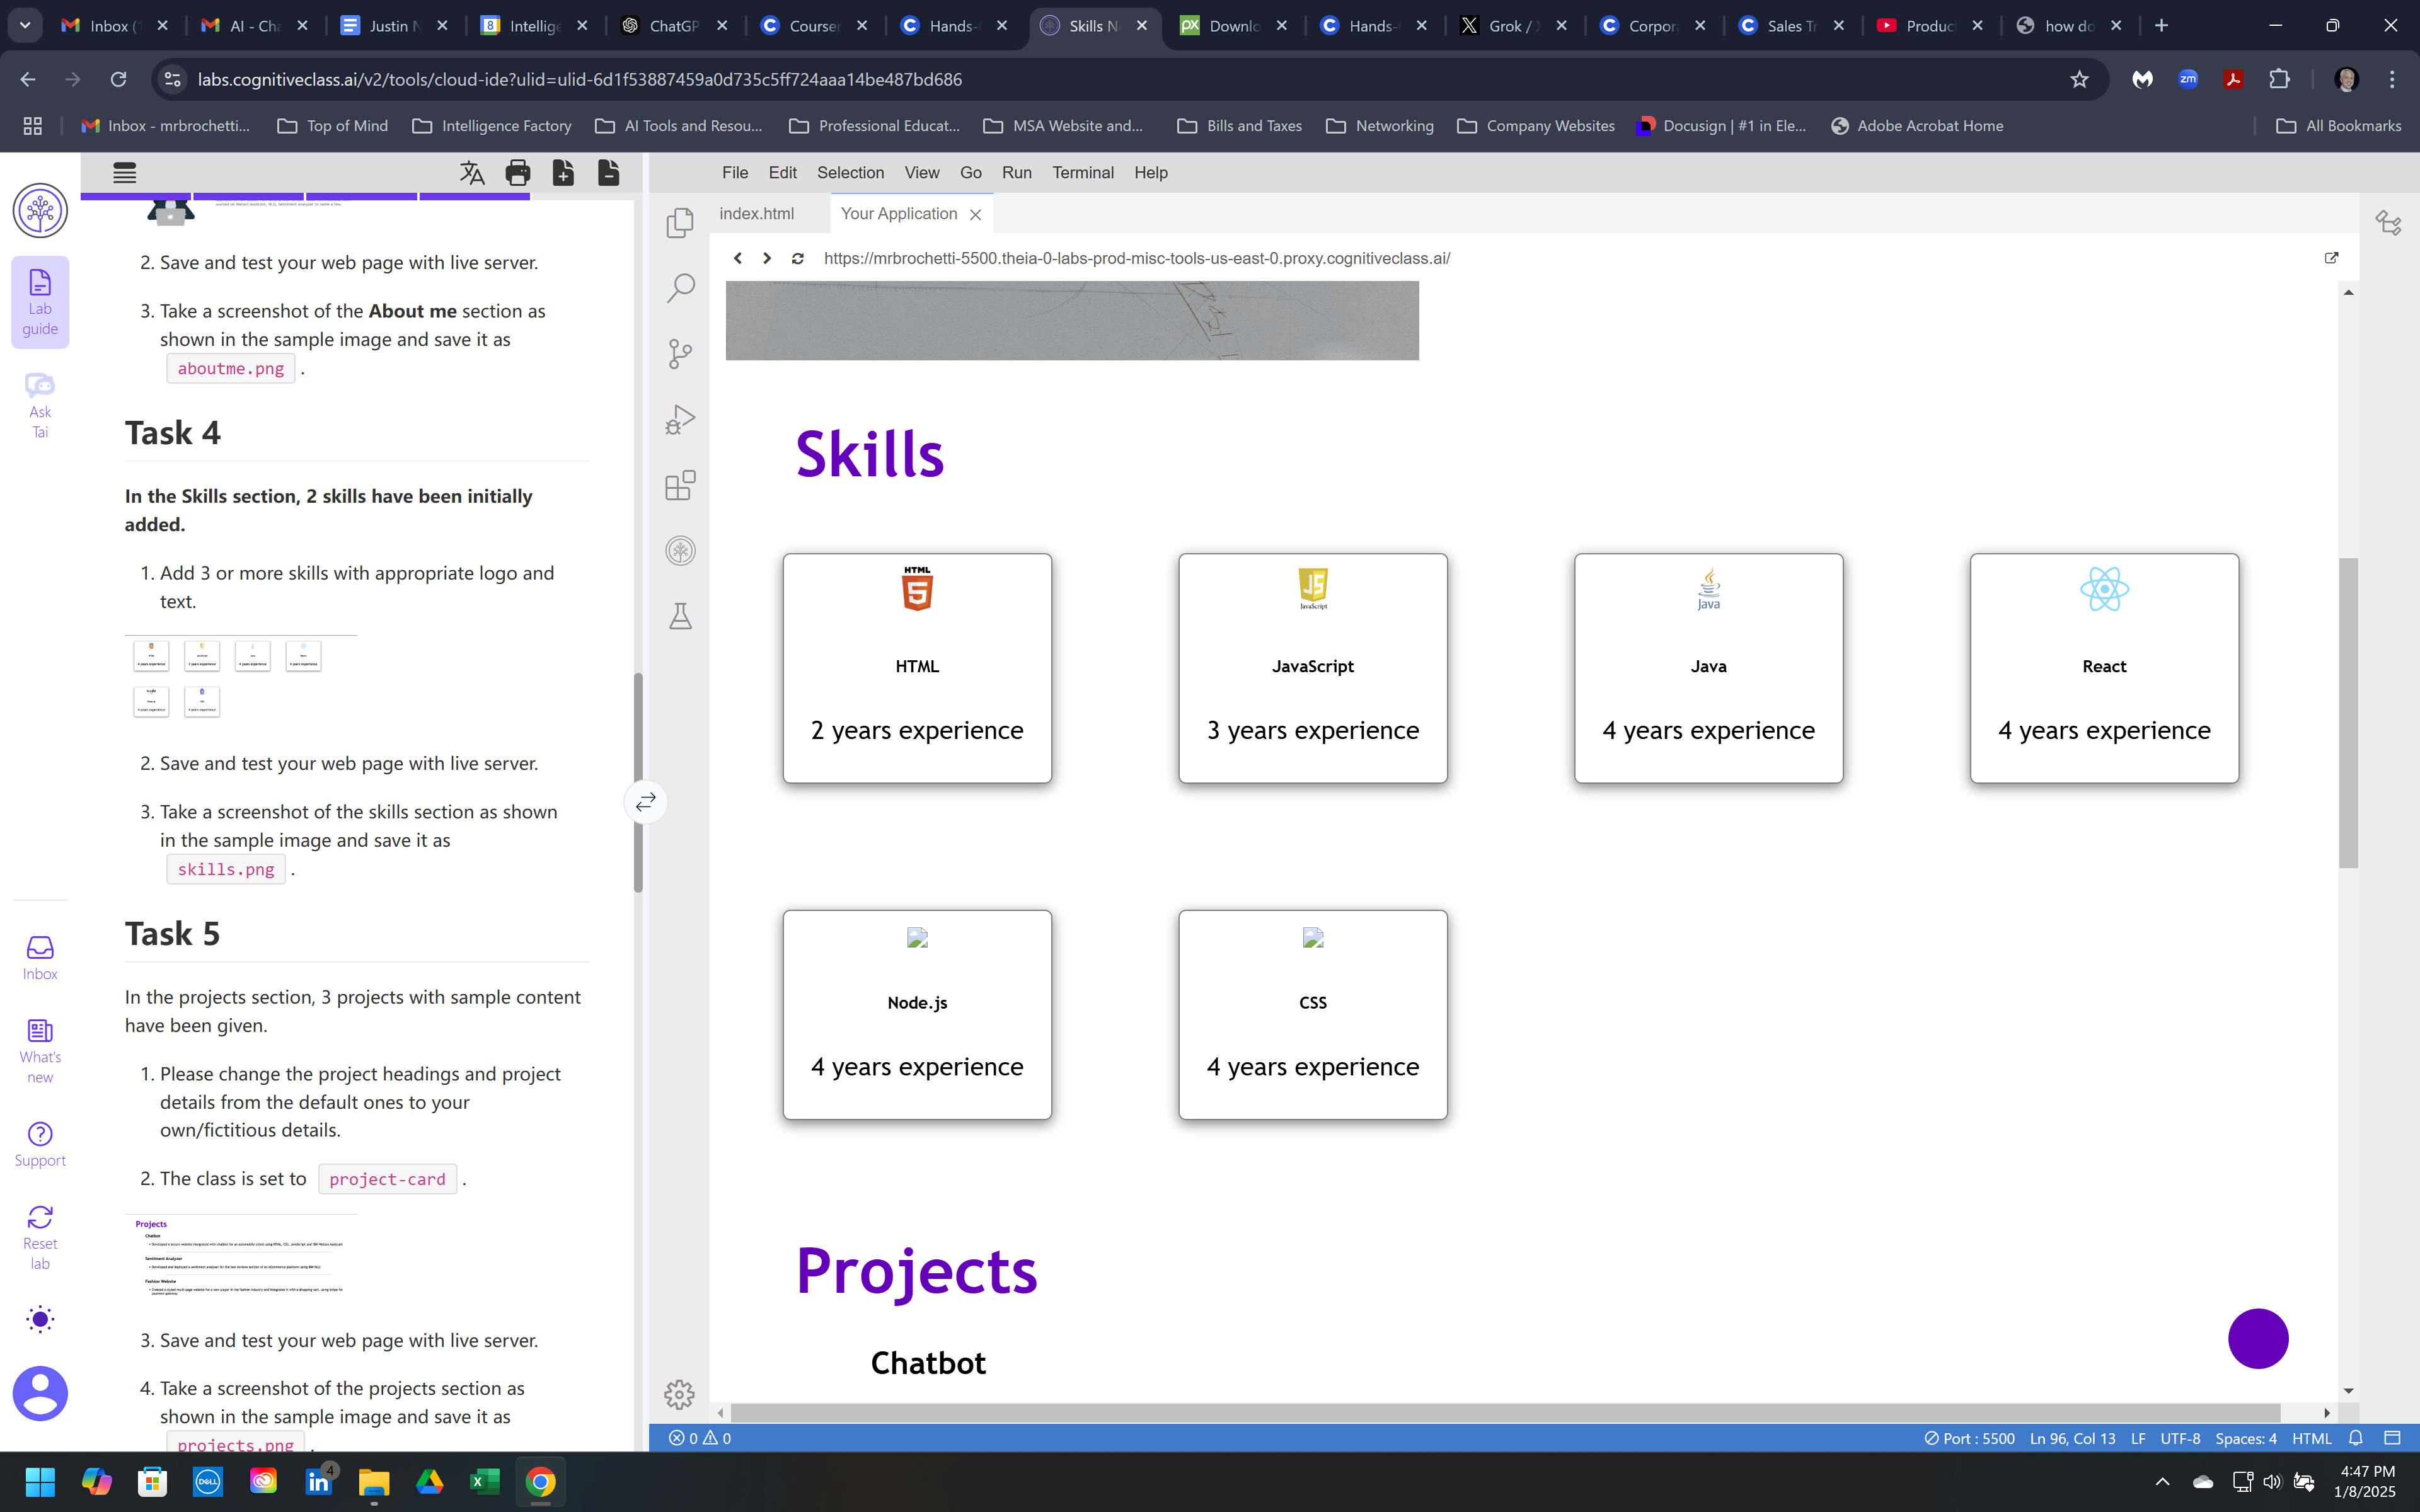 Inbox (
AI - Cha
Justin N
Intellige
ChatGP
Courser
Hands-
Skills N
Downlo
Hands-
Grok /
Corpor
Sales Tr
Produc
how do
labs.cognitiveclass.ai/v2/tools/cloud-ide?ulid=ulid-6d1f53887459a0d735c5ff724aaa14be487bd686
Inbox - mrbrochetti...
Top of Mind
Intelligence Factory
AI Tools and Resou...
Professional Educat...
MSA Website and...
Bills and Taxes
Networking
Company Websites
Docusign | #1 in Ele...
Adobe Acrobat Home
All Bookmarks
Lab
guide
Ask
Tai
Inbox
What's
new
Support
Reset
lab
2. Save and test your web page with live server.
3. Take a screenshot of the About me section as
shown in the sample image and save it as
aboutme.png .
Task 4
In the Skills section, 2 skills have been initially
added.
1. Add 3 or more skills with appropriate logo and
text.
2. Save and test your web page with live server.
3. Take a screenshot of the skills section as shown
in the sample image and save it as
skills.png .
Task 5
In the projects section, 3 projects with sample content
have been given.
1. Please change the project headings and project
details from the default ones to your
own/fictitious details.
2. The class is set to project-card .
Projects
Chatbot
Sentiment Analyzer
Fashion Website
3. Save and test your web page with live server.
4. Take a screenshot of the projects section as
shown in the sample image and save it as
projects.png .
File Edit Selection View Go Run Terminal Help
index.html
Your Application
https://mrbrochetti-5500.theia-0-labs-prod-misc-tools-us-east-0.proxy.cognitiveclass.ai/
Skills
HTML
5
HTML
2 years experience
JS
JavaScript
JavaScript
3 years experience
Java
Java
4 years experience
React
4 years experience
Node.js
4 years experience
CSS
4 years experience
Projects
Chatbot
0 0
Port : 5500 Ln 96, Col 13 LF UTF-8 Spaces: 4 HTML
4
4:47 PM
1/8/2025